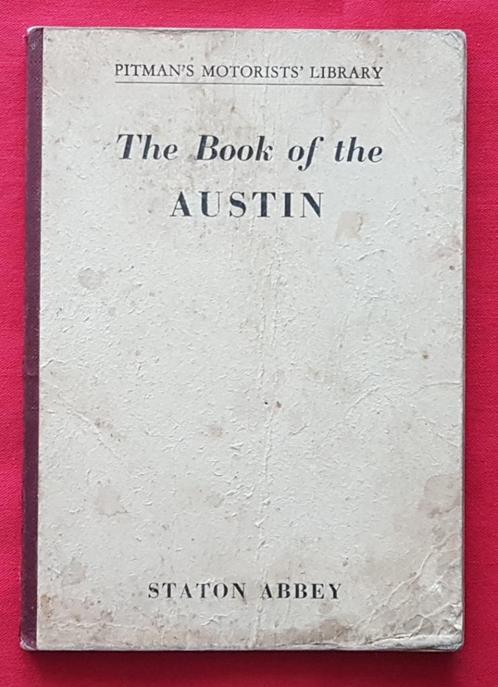 PITMAN'S MOTORISTS' LIBRARY
The Book of the
AUSTIN
STATON ABBEY